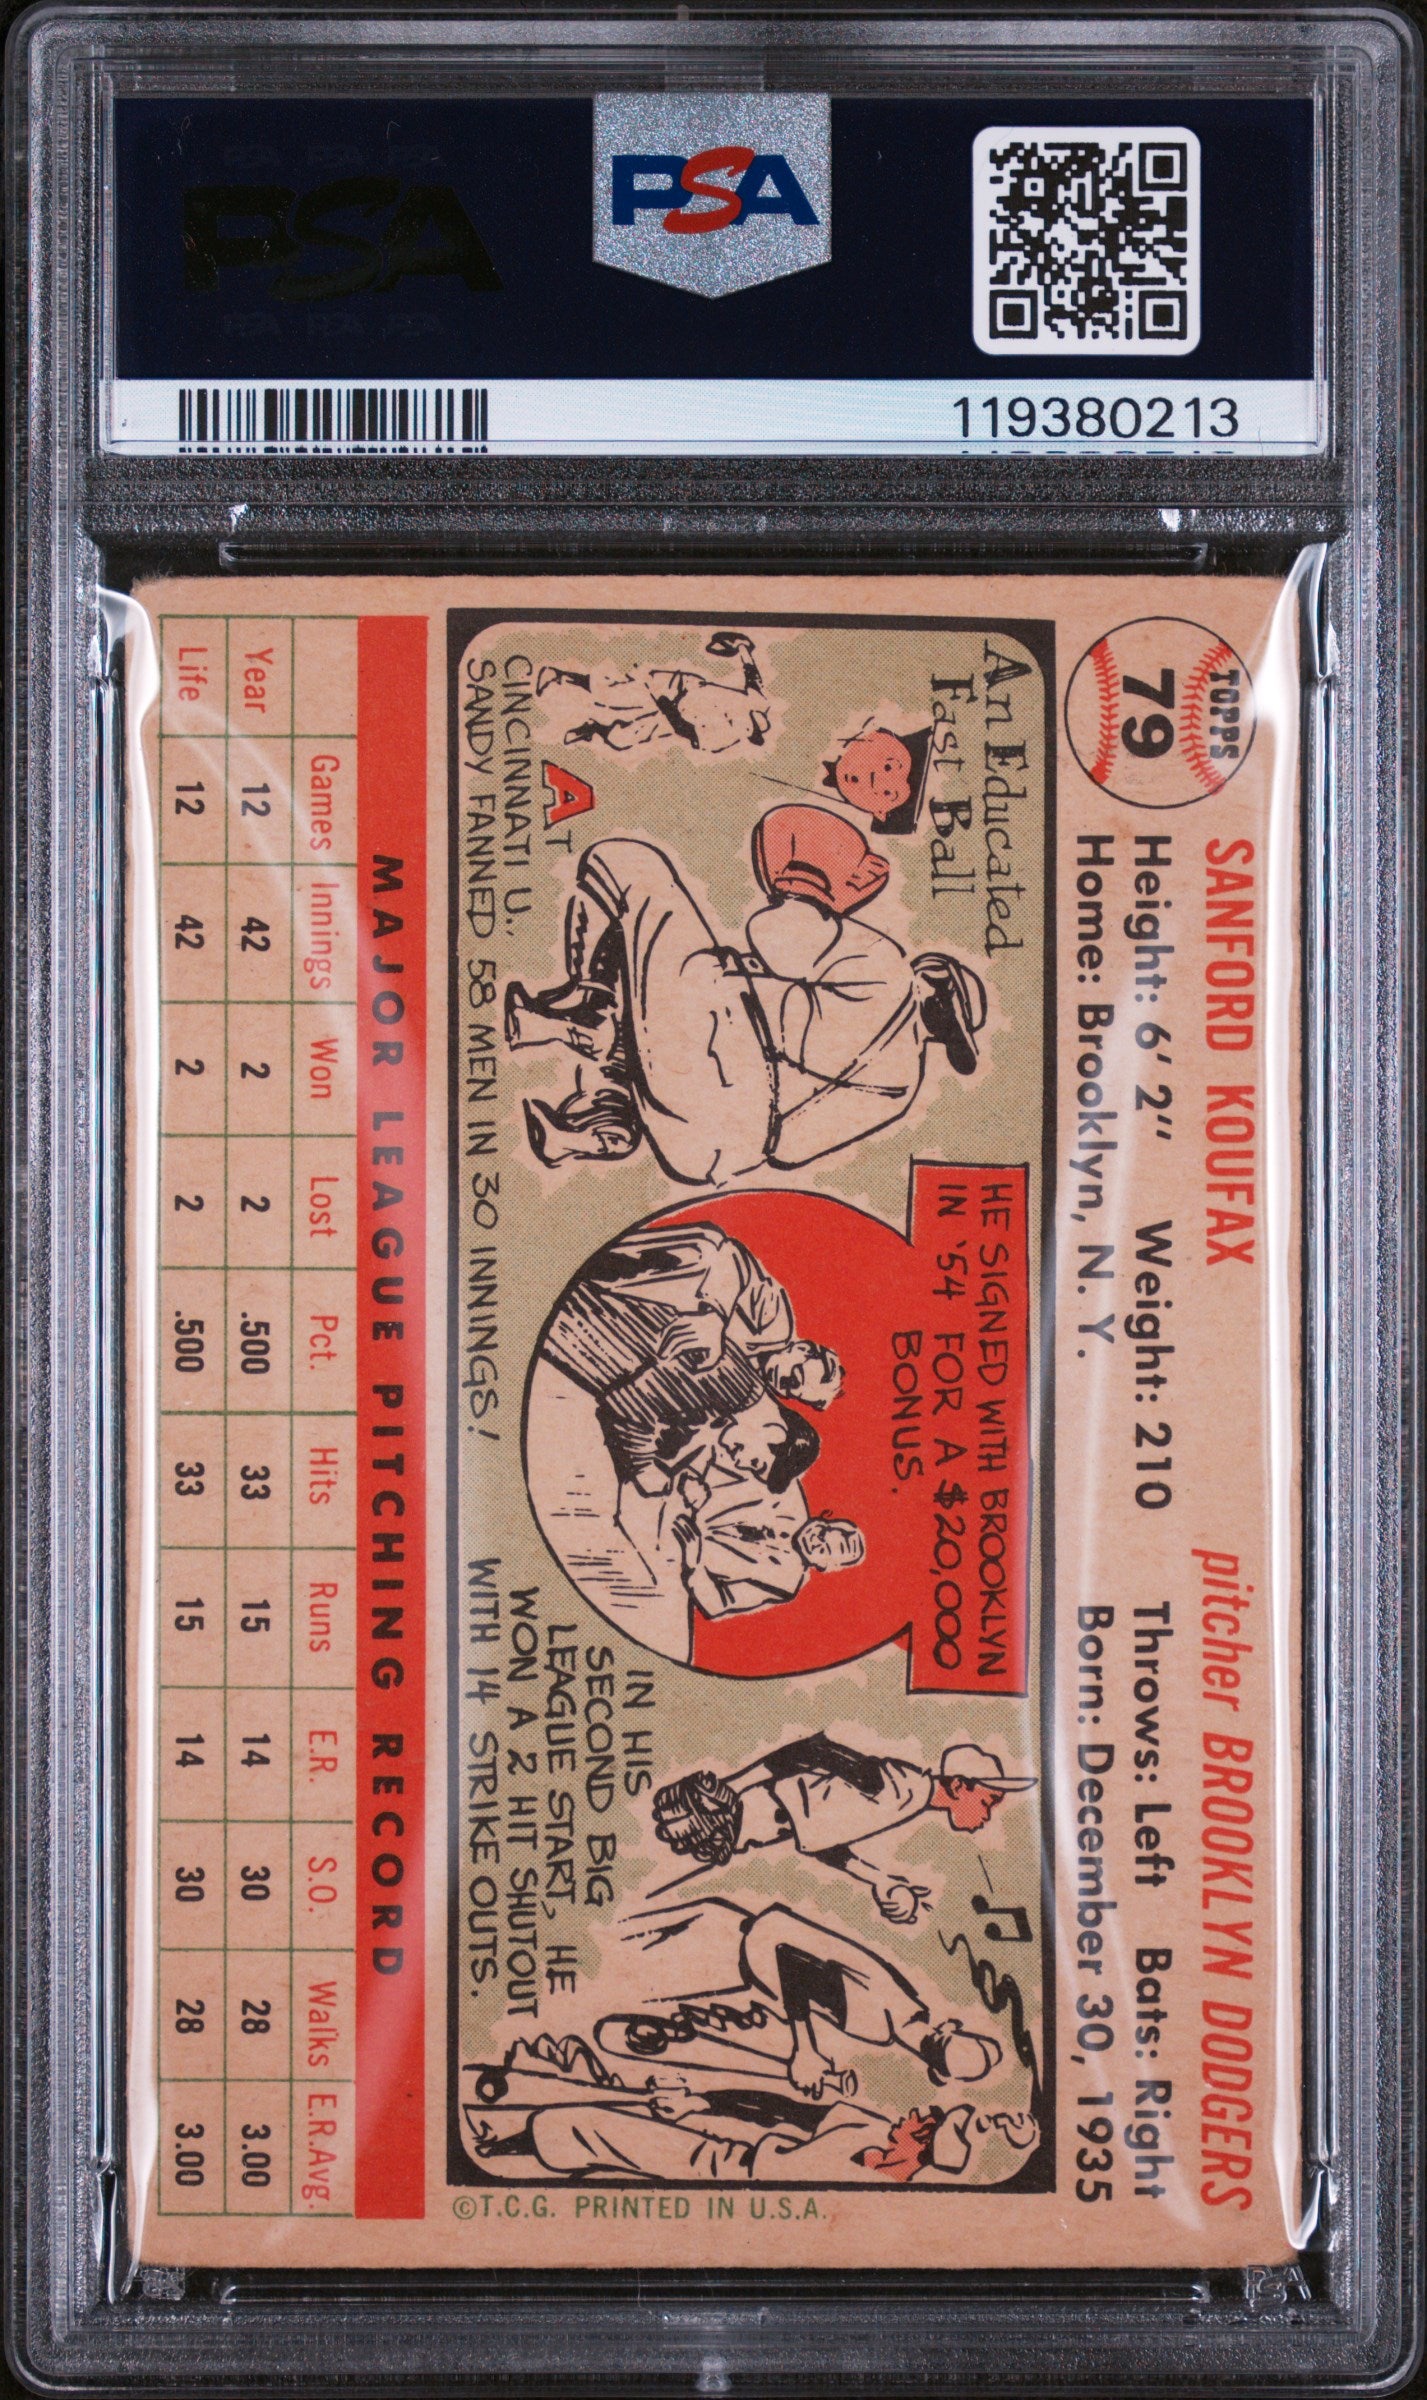 PSA
PSA
119380213
TOPPS
79
SANFORD KOUFAX
pitcher BROOKLYN DODGERS
Height: 6' 2" Weight: 210 Throws: Left Bats: Right
Home: Brooklyn, N. Y. Born: December 30, 1935
An Educated
Fast Ball
AT
CINCINNATI U.,
SANDY FANNED 58 MEN IN 30 INNINGS!
HE SIGNED WITH BROOKLYN
IN '54 FOR A $20,000
BONUS.
IN HIS
SECOND BIG
LEAGUE START, HE
WON A 2 HIT SHUTOUT
WITH 14 STRIKE OUTS.
©T.C.G. PRINTED IN U.S.A.
MAJOR LEAGUE PITCHING RECORD
Games Innings Won Lost Pct. Hits Runs E.R. S.O. Walks E.R.Avg.
Year 12 42 2 2 .500 33 15 14 30 28 3.00
Life 12 42 2 2 .500 33 15 14 30 28 3.00
PSA